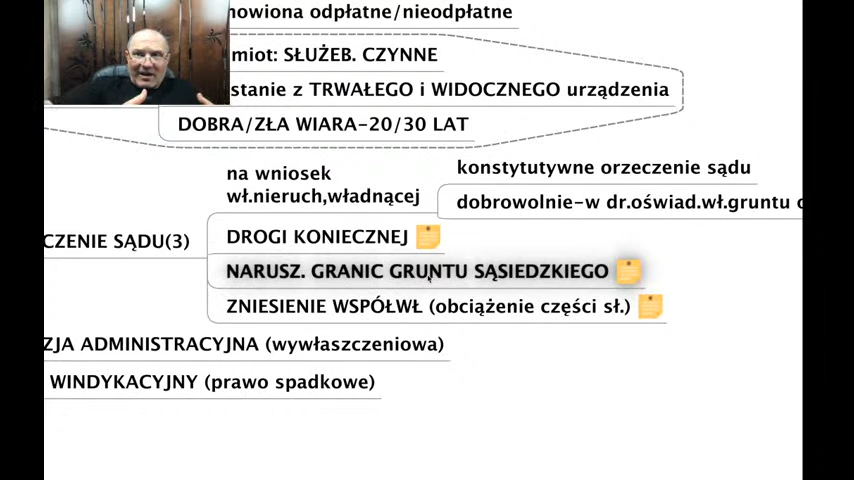 nowiona odpłatne/nieodpłatne
miot: SŁUŻEB. CZYNNE
stanie z TRWAŁEGO i WIDOCZNEGO urządzenia
DOBRA/ZŁA WIARA-20/30 LAT
na wniosek
wł.nieruch,władnącej
konstytutywne orzeczenie sądu
dobrowolnie-w dr.oświad.wł.gruntu o
CZENIE SĄDU(3)
DROGI KONIECZNEJ
NARUSZ. GRANIC GRUNTU SĄSIEDZKIEGO
ZNIESIENIE WSPÓŁWŁ (obciążenie części sł.)
ZJA ADMINISTRACYJNA (wywłaszczeniowa)
WINDYKACYJNY (prawo spadkowe)